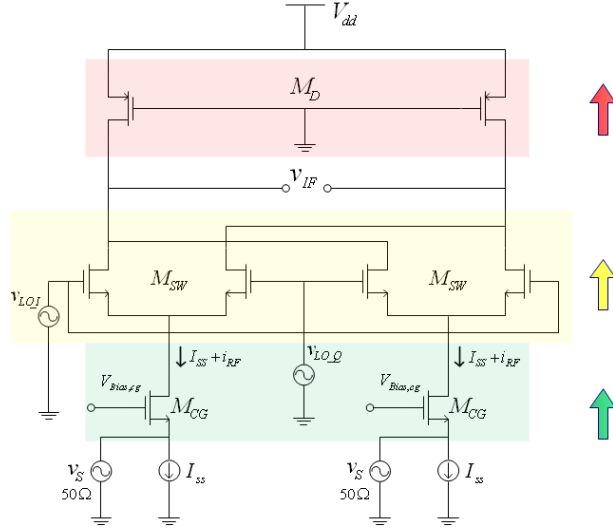 V_dd
M_D
v_IF
M_SW M_SW
v_LO_I
I_SS + i_RF v_LO_Q I_SS + i_RF
V_Bias,cg V_Bias,cg
M_CG M_CG
v_S I_ss v_S I_ss
50Ω 50Ω